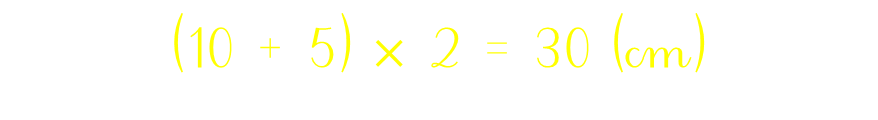 (10 + 5) × 2 = 30 (cm)